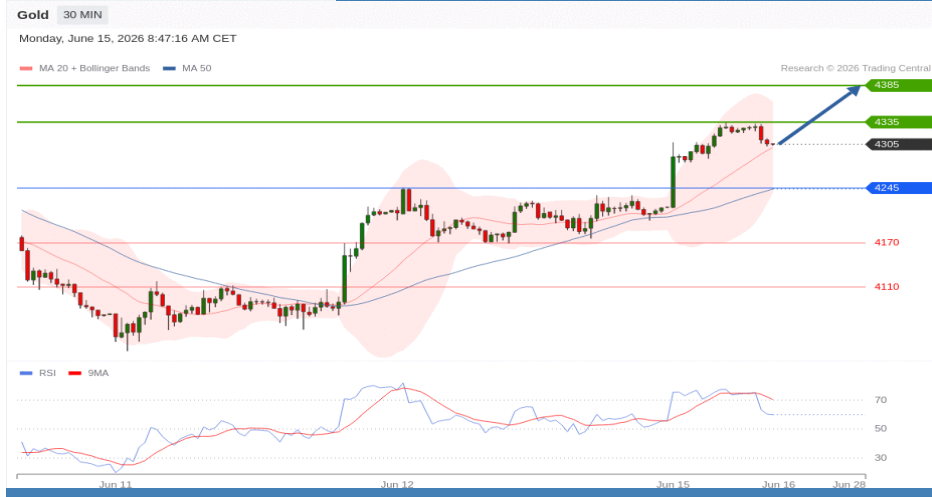 Gold 30 MIN
Monday, June 15, 2026 8:47:16 AM CET
MA 20 + Bollinger Bands MA 50 Research © 2026 Trading Central
4385
4335
4305
4245
4170
4110
RSI 9MA
70
50
30
Jun 11 Jun 12 Jun 15 Jun 16 Jun 28